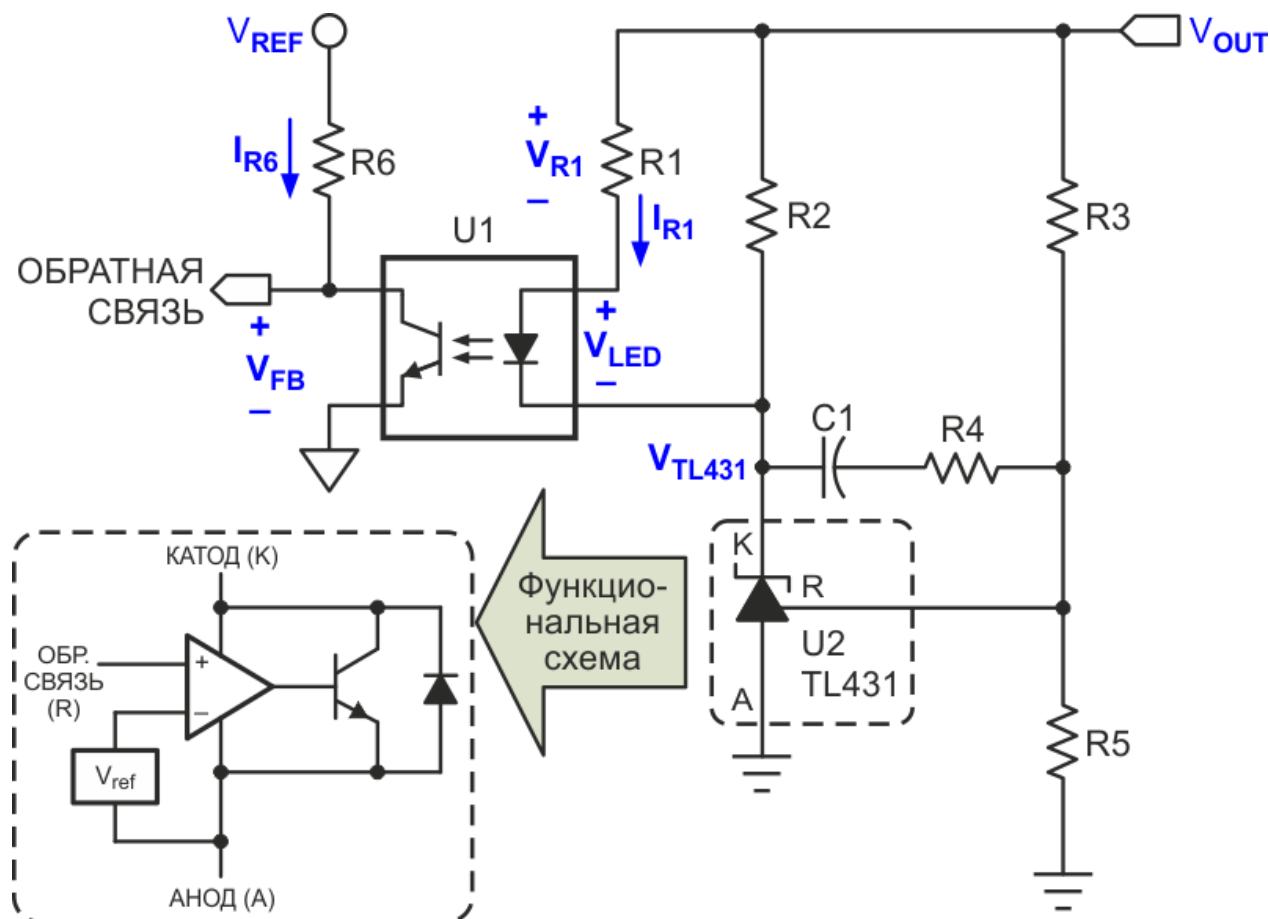 VREF
VOUT
+
VR1
–
R1
IR6
R6
R2
R3
IR1
U1
ОБРАТНАЯ
СВЯЗЬ
+
VFB
–
+
VLED
–
C1
R4
VTL431
КАТОД (K)
ОБР.
СВЯЗЬ
(R)
+
–
Vref
АНОД (A)
Функцио-
нальная
схема
K
R
U2
TL431
A
R5